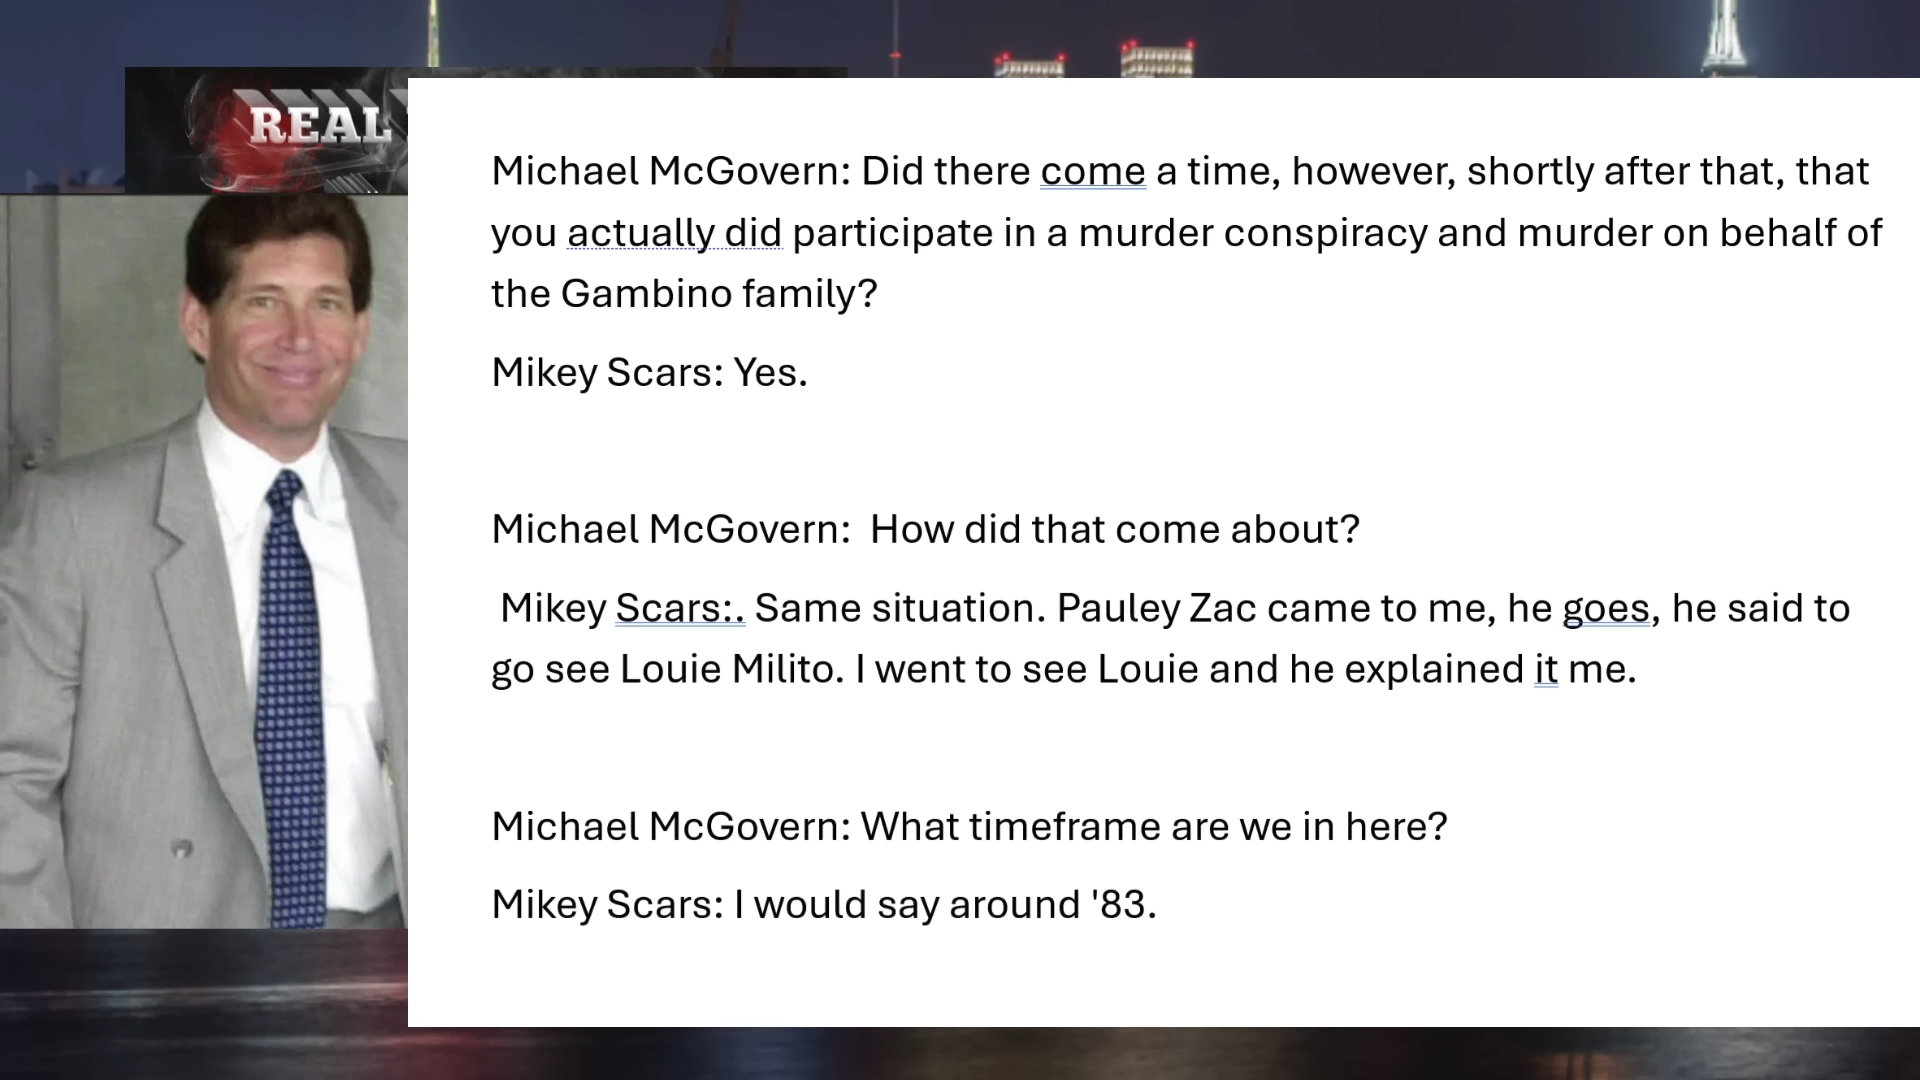 REAL
Michael McGovern: Did there come a time, however, shortly after that, that
you actually did participate in a murder conspiracy and murder on behalf of
the Gambino family?
Mikey Scars: Yes.
Michael McGovern:  How did that come about?
Mikey Scars:. Same situation. Pauley Zac came to me, he goes, he said to
go see Louie Milito. I went to see Louie and he explained it me.
Michael McGovern: What timeframe are we in here?
Mikey Scars: I would say around '83.